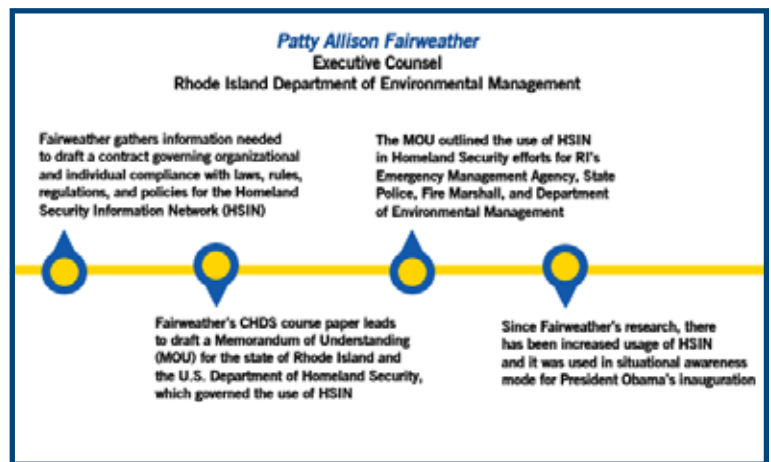 Patty Allison Fairweather
Executive Counsel
Rhode Island Department of Environmental Management
Fairweather gathers information needed
to draft a contract governing organizational
and individual compliance with laws, rules,
regulations, and policies for the Homeland
Security Information Network (HSIN)
Fairweather's CHDS course paper leads
to draft a Memorandum of Understanding
(MOU) for the state of Rhode Island and
the U.S. Department of Homeland Security,
which governed the use of HSIN
The MOU outlined the use of HSIN
in Homeland Security efforts for RI's
Emergency Management Agency, State
Police, Fire Marshall, and Department
of Environmental Management
Since Fairweather's research, there
has been increased usage of HSIN
and it was used in situational awareness
mode for President Obama's inauguration